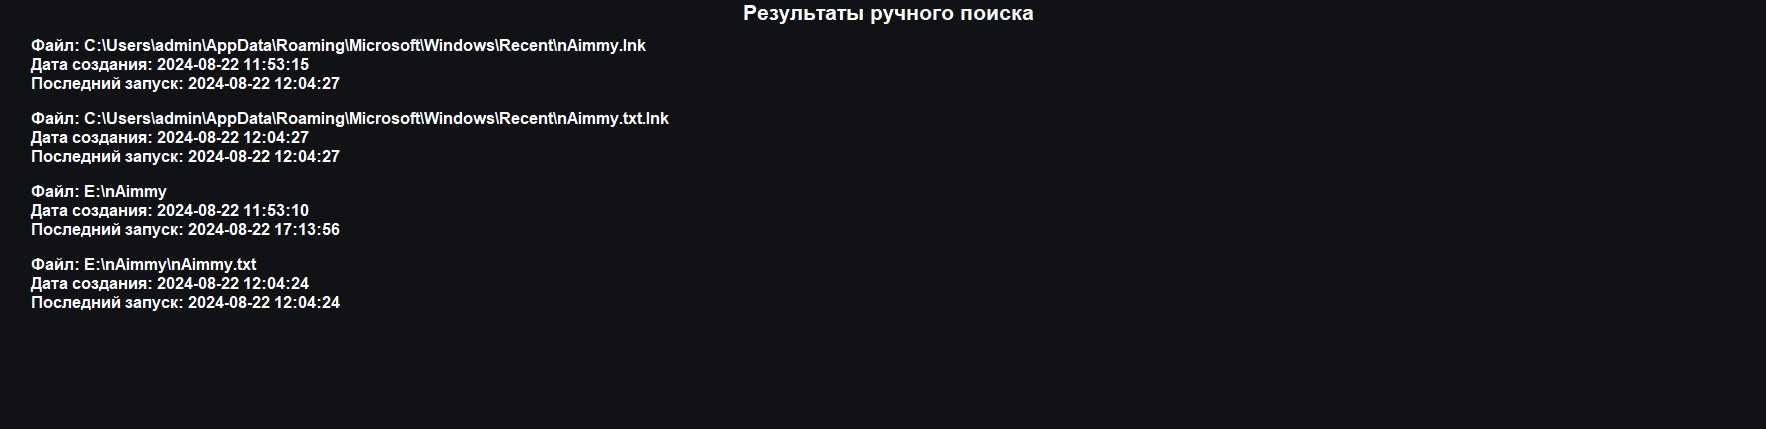 Результаты ручного поиска
Файл: C:\Users\admin\AppData\Roaming\Microsoft\Windows\Recent\nAimmy.lnk
Дата создания: 2024-08-22 11:53:15
Последний запуск: 2024-08-22 12:04:27
Файл: C:\Users\admin\AppData\Roaming\Microsoft\Windows\Recent\nAimmy.txt.lnk
Дата создания: 2024-08-22 12:04:27
Последний запуск: 2024-08-22 12:04:27
Файл: E:\nAimmy
Дата создания: 2024-08-22 11:53:10
Последний запуск: 2024-08-22 17:13:56
Файл: E:\nAimmy\nAimmy.txt
Дата создания: 2024-08-22 12:04:24
Последний запуск: 2024-08-22 12:04:24